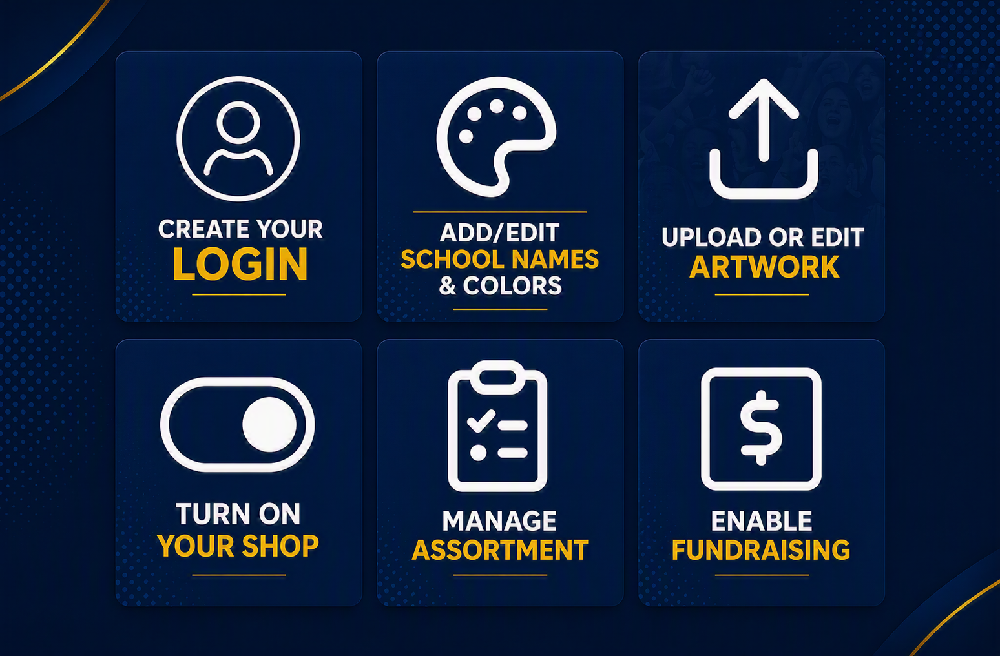 CREATE YOUR
LOGIN
ADD/EDIT
SCHOOL NAMES
& COLORS
UPLOAD OR EDIT
ARTWORK
TURN ON
YOUR SHOP
MANAGE
ASSORTMENT
ENABLE
FUNDRAISING